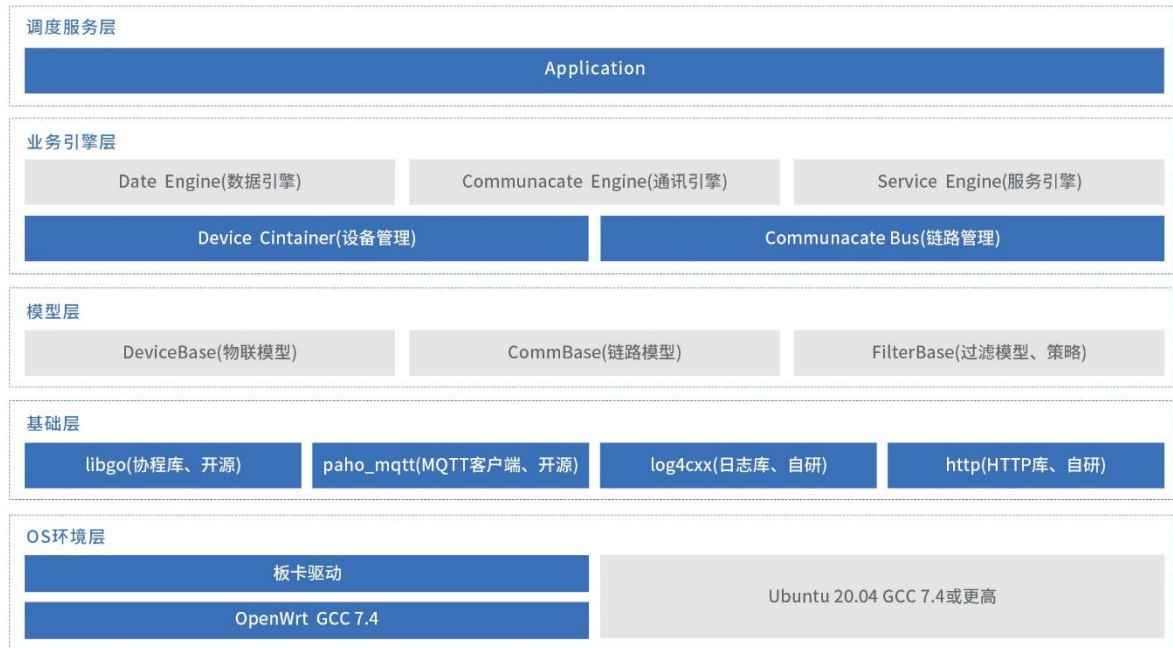 调度服务层
Application
业务引擎层
Date Engine(数据引擎)
Communacate Engine(通讯引擎)
Service Engine(服务引擎)
Device Cintainer(设备管理)
Communacate Bus(链路管理)
模型层
DeviceBase(物联模型)
CommBase(链路模型)
FilterBase(过滤模型、策略)
基础层
libgo(协程库、开源)
paho_mqtt(MQTT客户端、开源)
log4cxx(日志库、自研)
http(HTTP库、自研)
OS环境层
板卡驱动
OpenWrt GCC 7.4
Ubuntu 20.04 GCC 7.4或更高